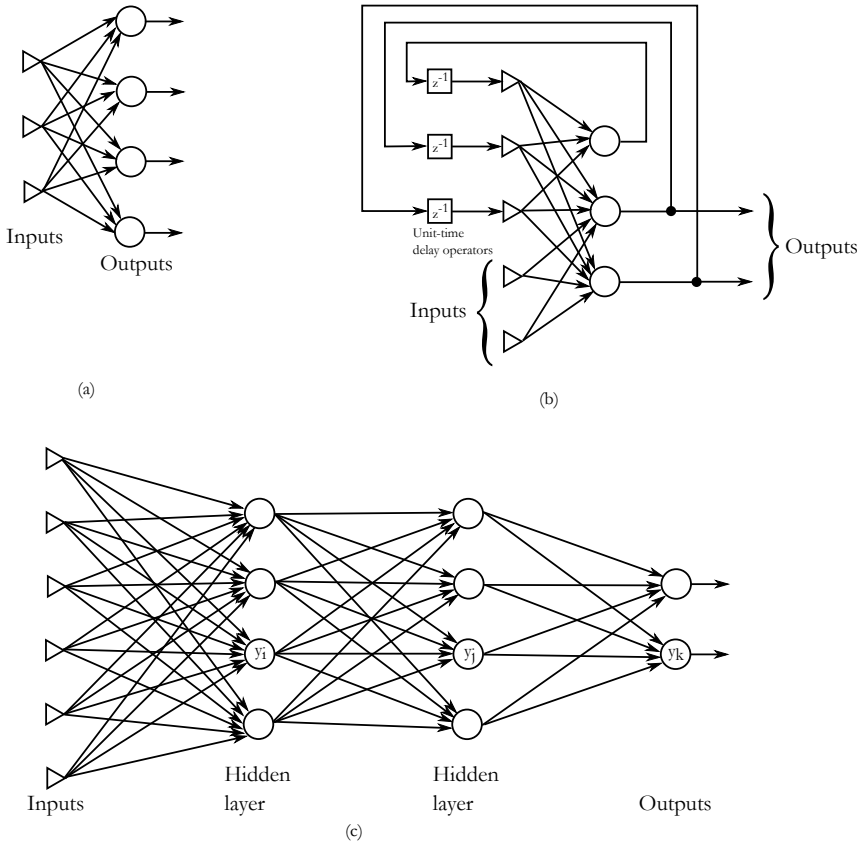 Inputs
Outputs
(a)
z-1
z-1
z-1
Unit-time
delay operators
Inputs
Outputs
(b)
yi
yj
yk
Hidden
layer
Hidden
layer
Inputs
Outputs
(c)